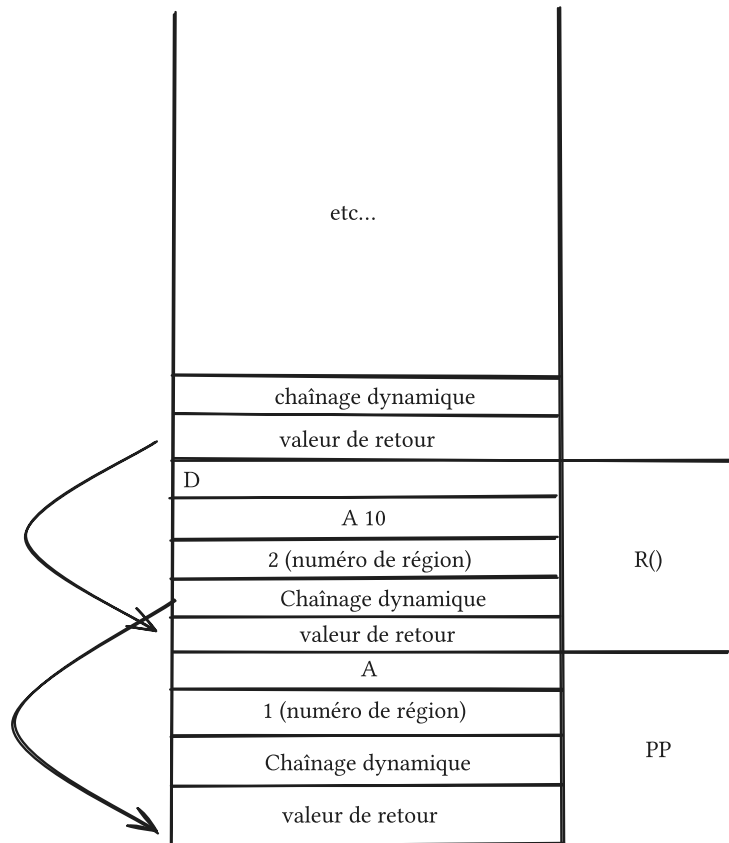 etc...
chaînage dynamique
valeur de retour
D
A 10
2 (numéro de région)
R()
Chaînage dynamique
valeur de retour
A
1 (numéro de région)
PP
Chaînage dynamique
valeur de retour